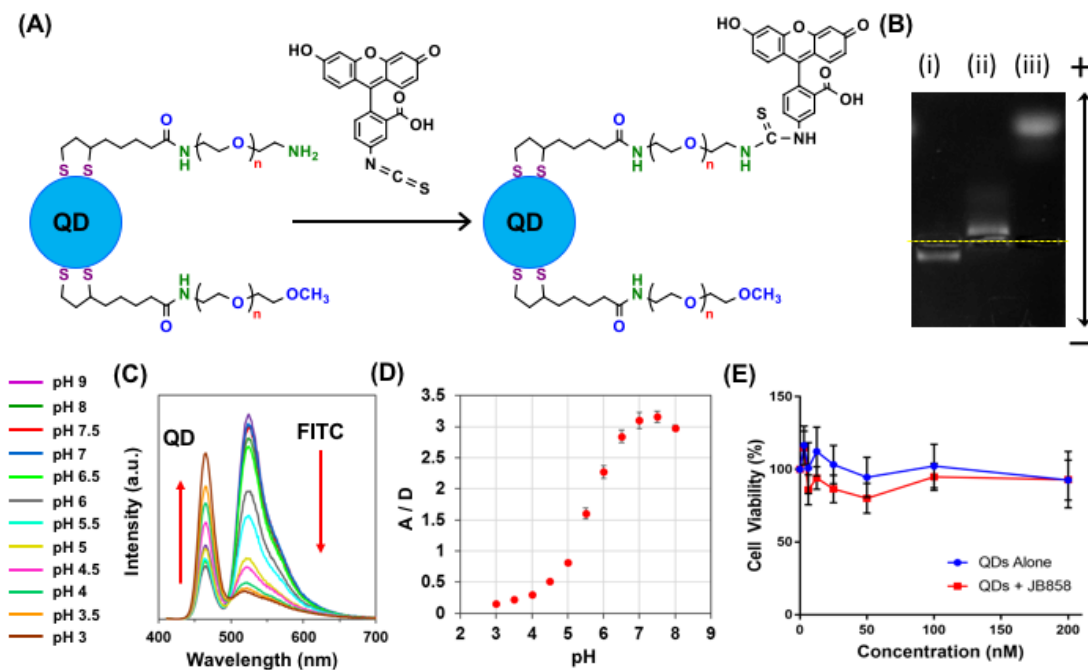 (A)
HO
O
O
O
OH
N
C
S
O
N
H
O
n
NH2
S
S
QD
S
S
O
H
N
O
n
OCH3
HO
O
O
O
OH
S
NH
O
N
H
O
n
N
H
S
S
QD
S
S
O
H
N
O
n
OCH3
(B)
(i) (ii) (iii)
+
−
pH 9
pH 8
pH 7.5
pH 7
pH 6.5
pH 6
pH 5.5
pH 5
pH 4.5
pH 4
pH 3.5
pH 3
(C)
QD
FITC
Intensity (a.u.)
400 500 600 700
Wavelength (nm)
(D)
A / D
3.5
3
2.5
2
1.5
1
0.5
0
2 3 4 5 6 7 8 9
pH
(E)
Cell Viability (%)
150
100
50
0
QDs Alone
QDs + JB858
0 50 100 150 200
Concentration (nM)